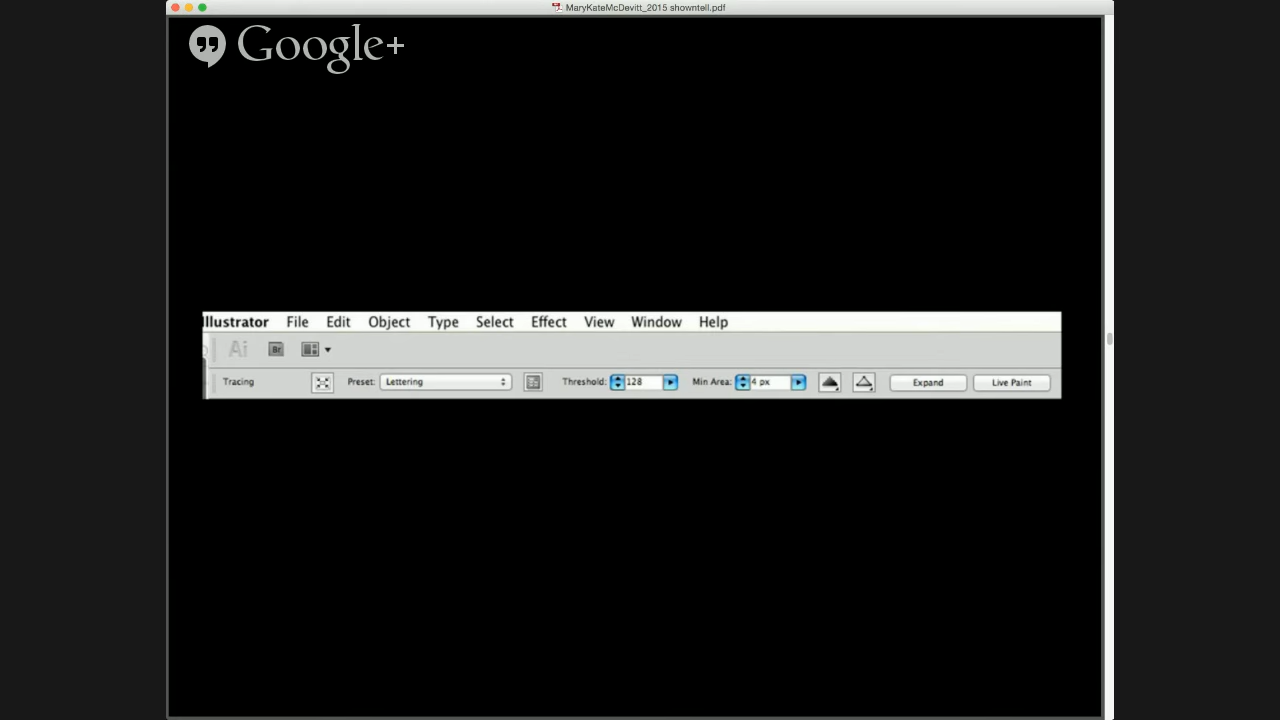 MaryKateMcDevitt_2015 showntell.pdf
Google+
Illustrator File Edit Object Type Select Effect View Window Help
Ai Br
Tracing Preset: Lettering Threshold: 128 Min Area: 4 px Expand Live Paint